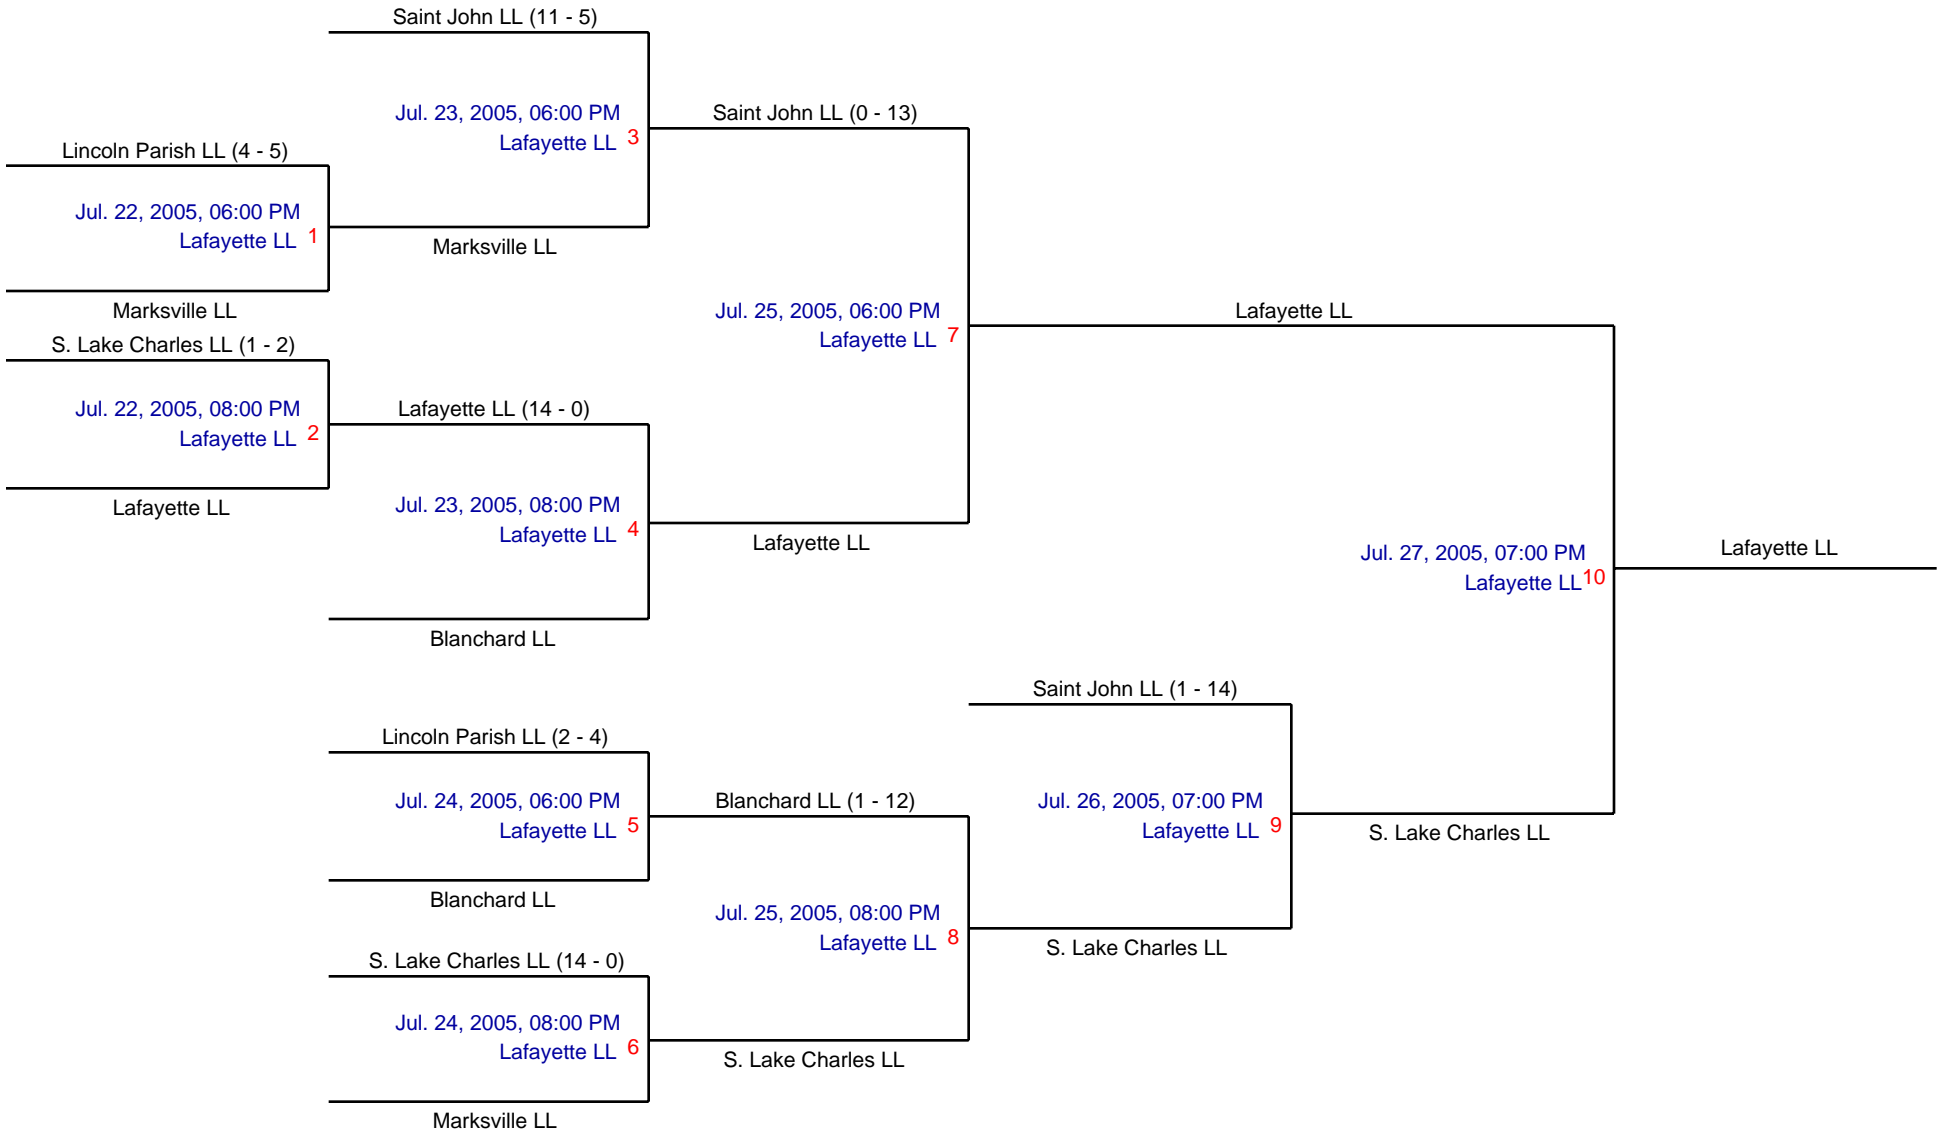 Saint John LL (11 - 5)
Jul. 23, 2005, 06:00 PM
Lafayette LL 3
Saint John LL (0 - 13)
Lincoln Parish LL (4 - 5)
Jul. 22, 2005, 06:00 PM
Lafayette LL 1
Marksville LL
Marksville LL
S. Lake Charles LL (1 - 2)
Jul. 22, 2005, 08:00 PM
Lafayette LL 2
Lafayette LL
Lafayette LL (14 - 0)
Jul. 23, 2005, 08:00 PM
Lafayette LL 4
Blanchard LL
Jul. 25, 2005, 06:00 PM
Lafayette LL 7
Lafayette LL
Lafayette LL
Jul. 27, 2005, 07:00 PM
Lafayette LL 10
Lafayette LL
Lincoln Parish LL (2 - 4)
Jul. 24, 2005, 06:00 PM
Lafayette LL 5
Blanchard LL
Blanchard LL (1 - 12)
Saint John LL (1 - 14)
Jul. 26, 2005, 07:00 PM
Lafayette LL 9
S. Lake Charles LL
Jul. 25, 2005, 08:00 PM
Lafayette LL 8
S. Lake Charles LL
S. Lake Charles LL (14 - 0)
Jul. 24, 2005, 08:00 PM
Lafayette LL 6
S. Lake Charles LL
Marksville LL